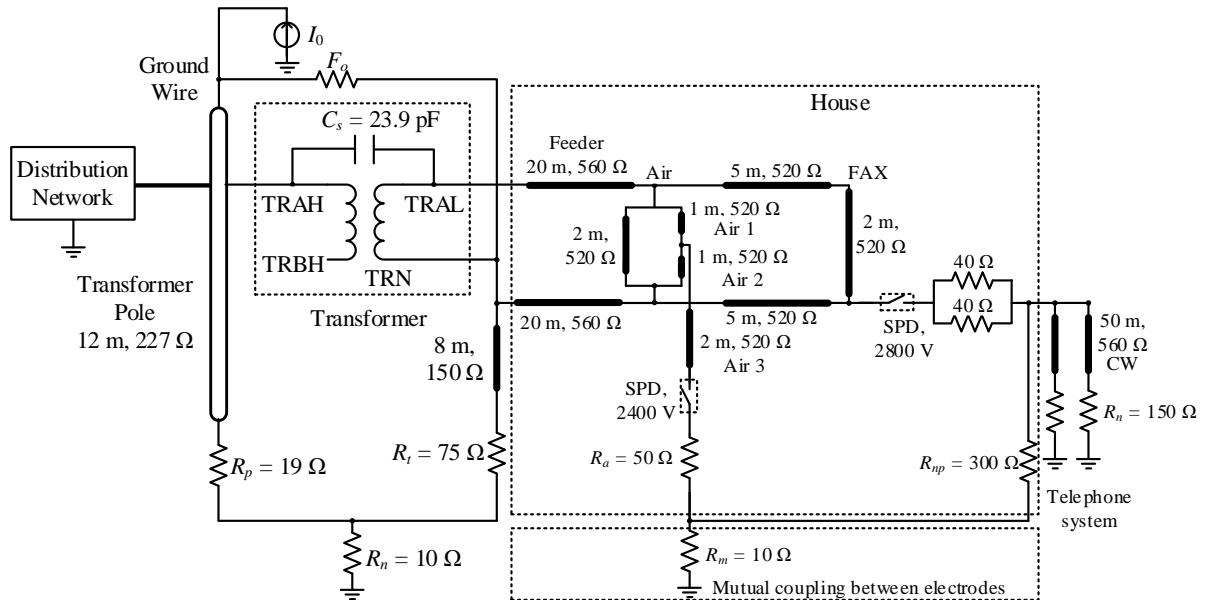 I0
Fo
Ground
Wire
Cs = 23.9 pF
TRAH
TRAL
TRBH
TRN
Transformer
Distribution
Network
Transformer
Pole
12 m, 227 Ω
8 m,
150 Ω
Rp = 19 Ω
Rt = 75 Ω
Rn = 10 Ω
House
Feeder
20 m, 560 Ω
Air
5 m, 520 Ω
FAX
1 m, 520 Ω
Air 1
2 m,
520 Ω
1 m, 520 Ω
Air 2
2 m,
520 Ω
20 m, 560 Ω
5 m, 520 Ω
2 m, 520 Ω
Air 3
40 Ω
40 Ω
SPD,
2800 V
SPD,
2400 V
50 m,
560 Ω
CW
Rn = 150 Ω
Ra = 50 Ω
Rnp = 300 Ω
Telephone
system
Rm = 10 Ω
Mutual coupling between electrodes